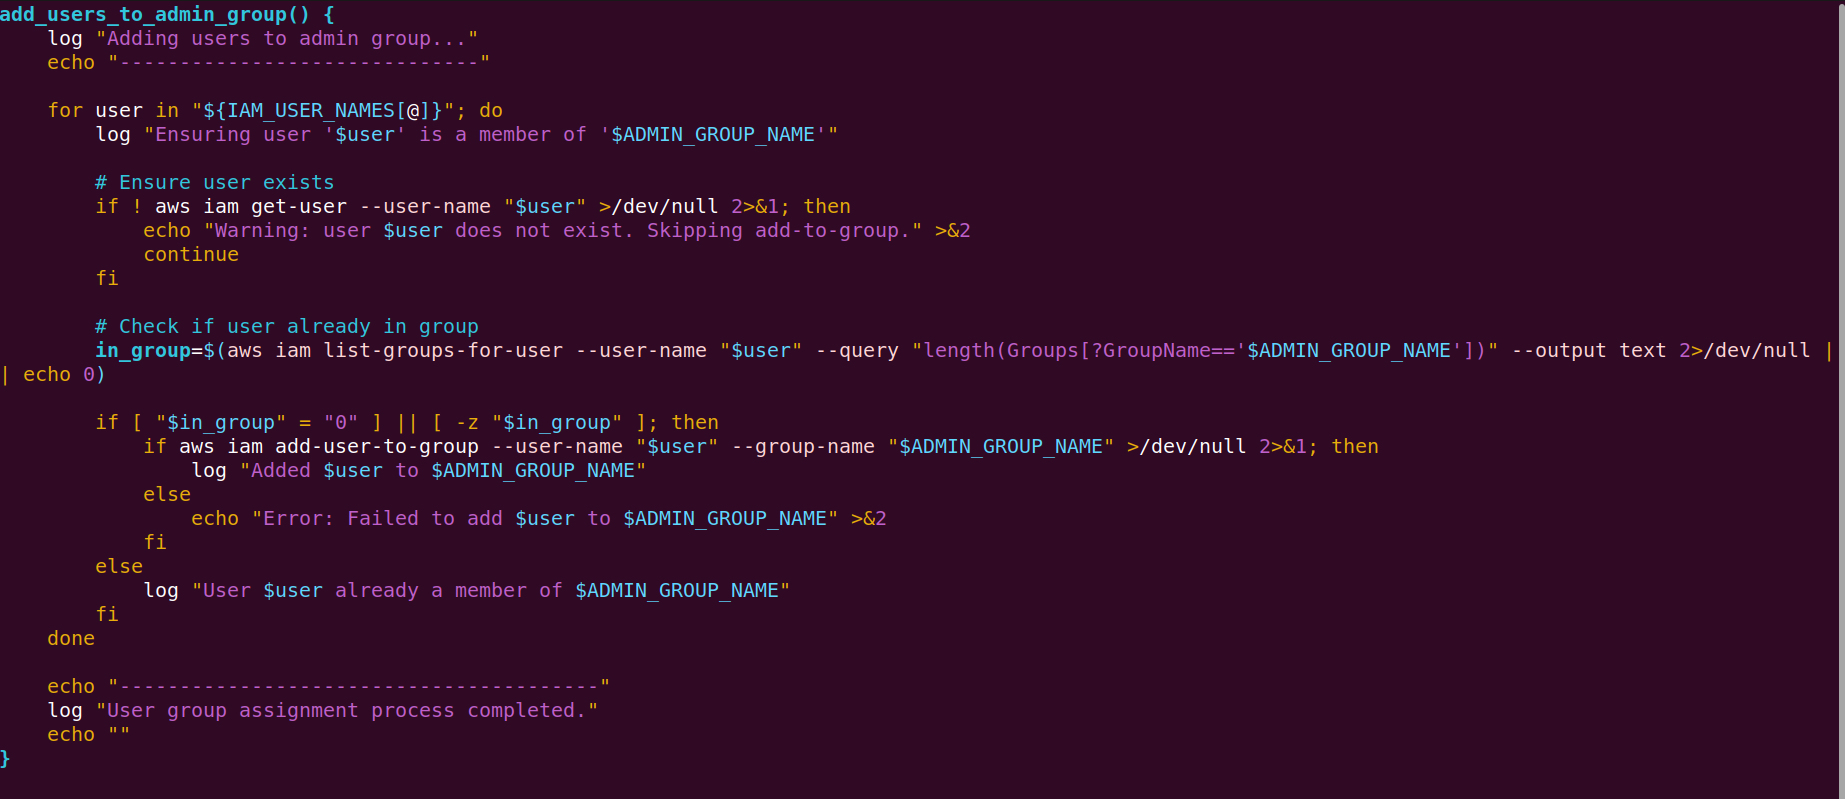 add_users_to_admin_group() {
    log "Adding users to admin group..."
    echo "------------------------------"

    for user in "${IAM_USER_NAMES[@]}"; do
        log "Ensuring user '$user' is a member of '$ADMIN_GROUP_NAME'"

        # Ensure user exists
        if ! aws iam get-user --user-name "$user" >/dev/null 2>&1; then
            echo "Warning: user $user does not exist. Skipping add-to-group." >&2
            continue
        fi

        # Check if user already in group
        in_group=$(aws iam list-groups-for-user --user-name "$user" --query "length(Groups[?GroupName=='$ADMIN_GROUP_NAME'])" --output text 2>/dev/null |
| echo 0)

        if [ "$in_group" = "0" ] || [ -z "$in_group" ]; then
            if aws iam add-user-to-group --user-name "$user" --group-name "$ADMIN_GROUP_NAME" >/dev/null 2>&1; then
                log "Added $user to $ADMIN_GROUP_NAME"
            else
                echo "Error: Failed to add $user to $ADMIN_GROUP_NAME" >&2
            fi
        else
            log "User $user already a member of $ADMIN_GROUP_NAME"
        fi
    done

    echo "----------------------------------------"
    log "User group assignment process completed."
    echo ""
}